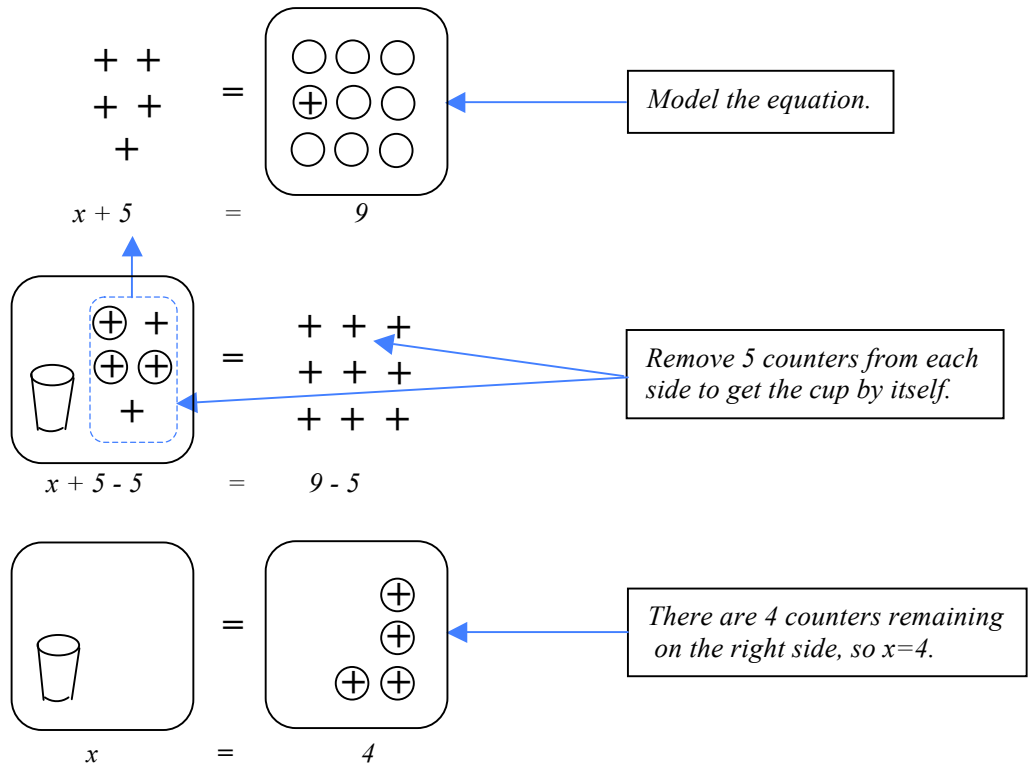 + +
+ +
+
=
+
Model the equation.
x + 5 = 9
+ +
+ +
+
=
+ + +
+ + +
+ + +
Remove 5 counters from each
side to get the cup by itself.
x + 5 - 5 = 9 - 5
=
+
+
+ +
There are 4 counters remaining
on the right side, so x=4.
x = 4